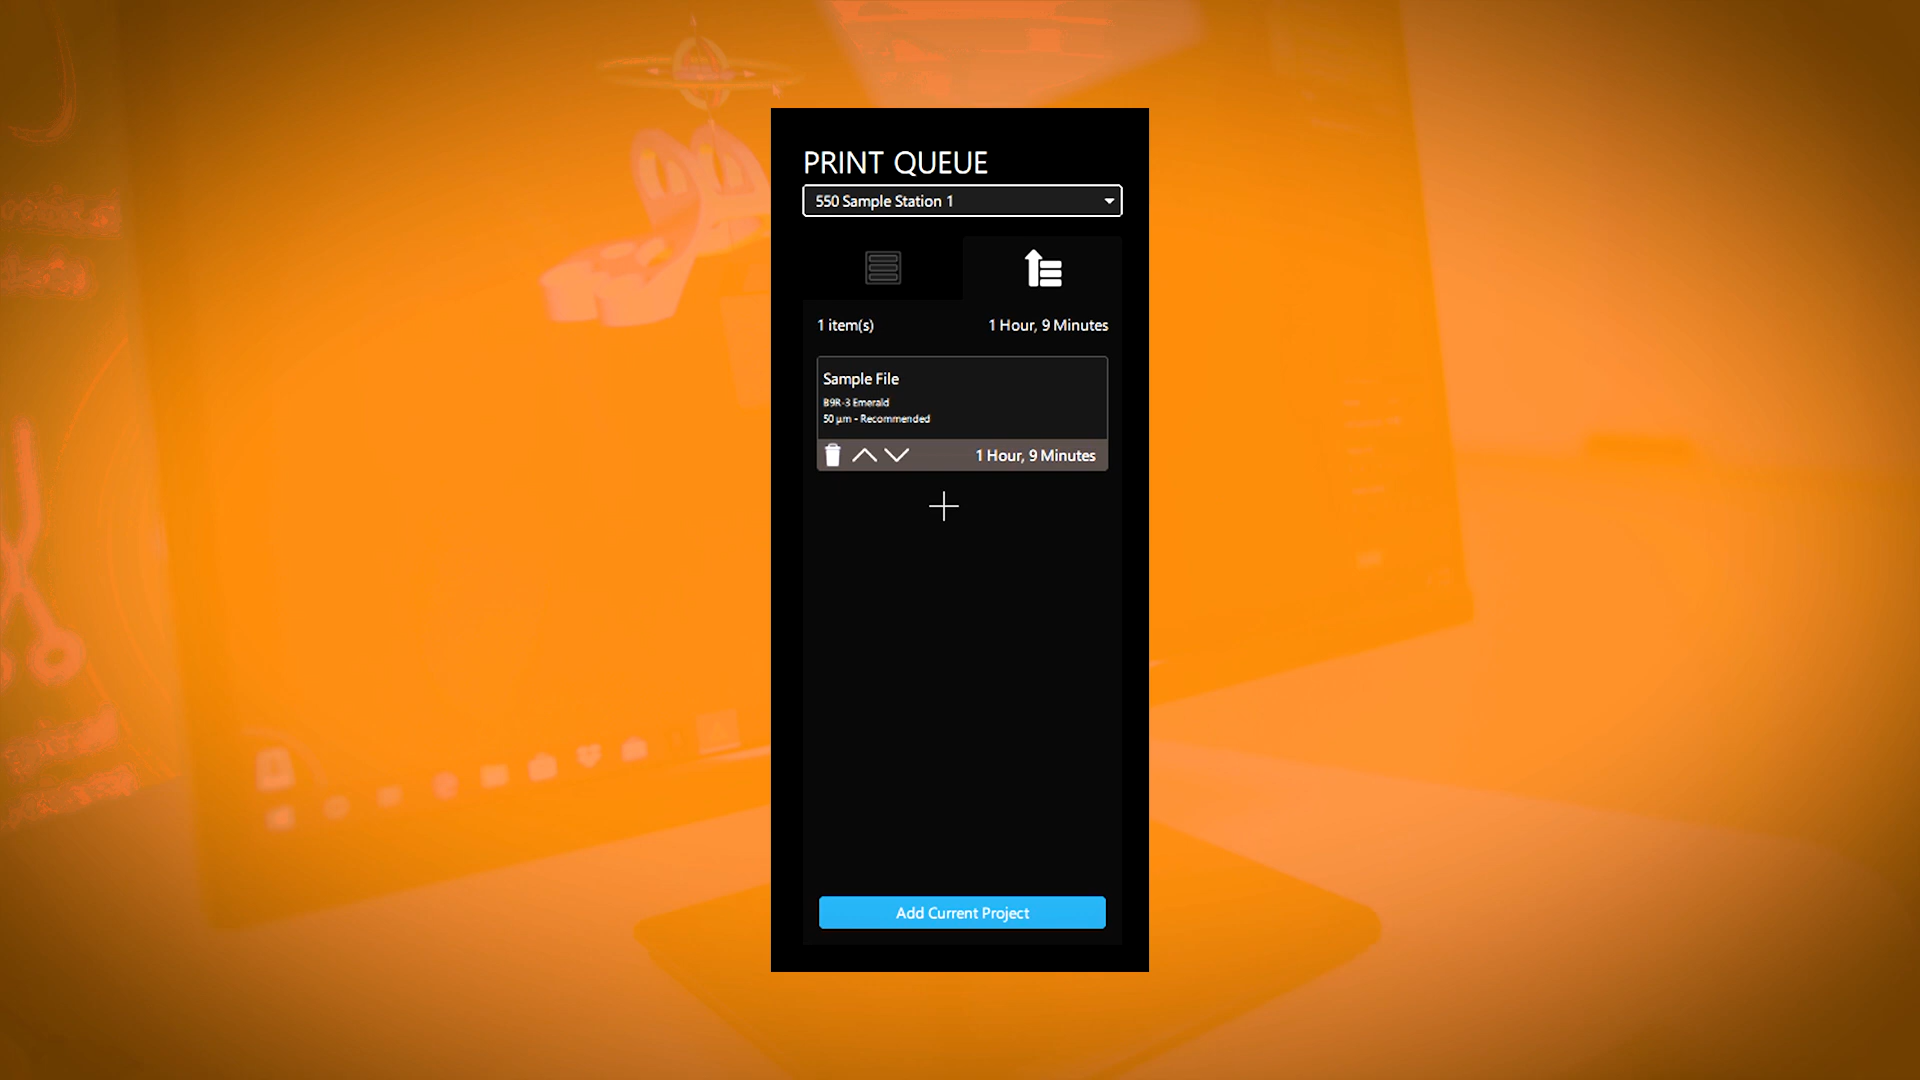 PRINT QUEUE
550 Sample Station 1
1 item(s)
1 Hour, 9 Minutes
Sample File
B9R-3 Emerald
50 µm - Recommended
1 Hour, 9 Minutes
Add Current Project